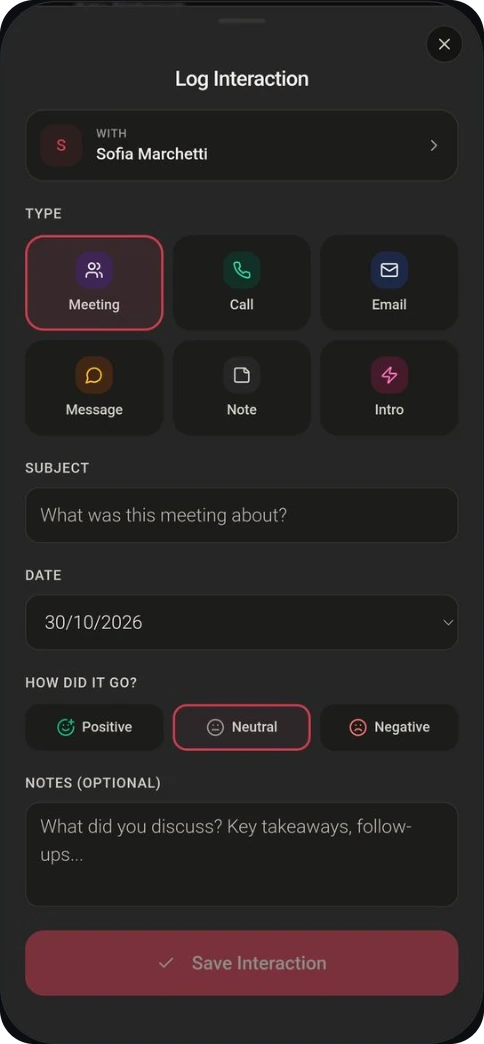 Log Interaction
S
WITH
Sofia Marchetti
TYPE
Meeting
Call
Email
Message
Note
Intro
SUBJECT
What was this meeting about?
DATE
30/10/2026
HOW DID IT GO?
Positive
Neutral
Negative
NOTES (OPTIONAL)
What did you discuss? Key takeaways, follow-
ups...
Save Interaction